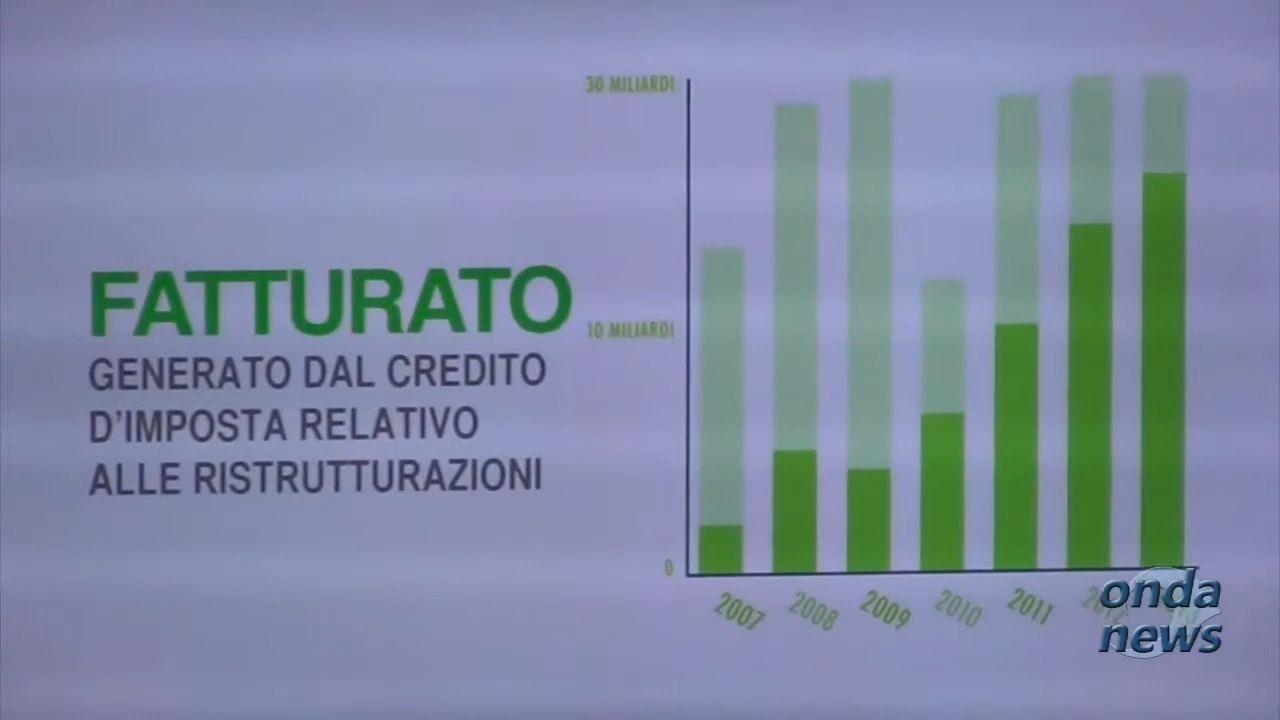 FATTURATO
GENERATO DAL CREDITO
D'IMPOSTA RELATIVO
ALLE RISTRUTTURAZIONI
30 MILIARDI
10 MILIARDI
0
2007
2008
2009
2010
2011
2012
onda
news